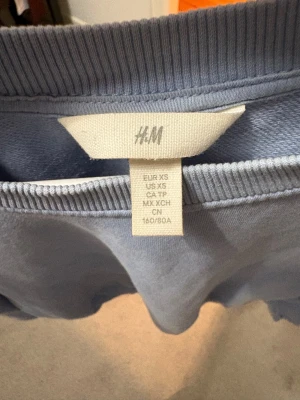 H&M
EUR XS
US XS
CA TP
MX XCH
CN
160/80A